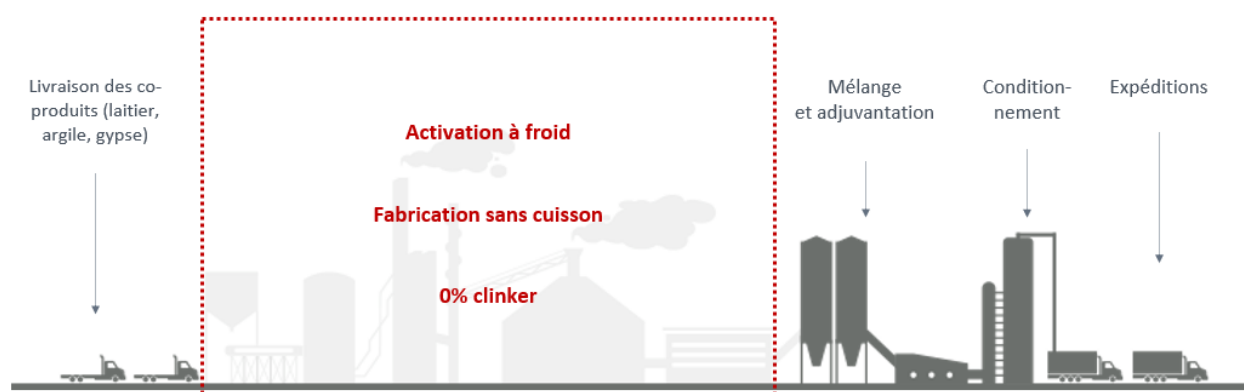 Livraison des co-
produits (laitier,
argile, gypse)
Activation à froid
Fabrication sans cuisson
0% clinker
Mélange
et adjuvantation
Condition-
nement
Expéditions